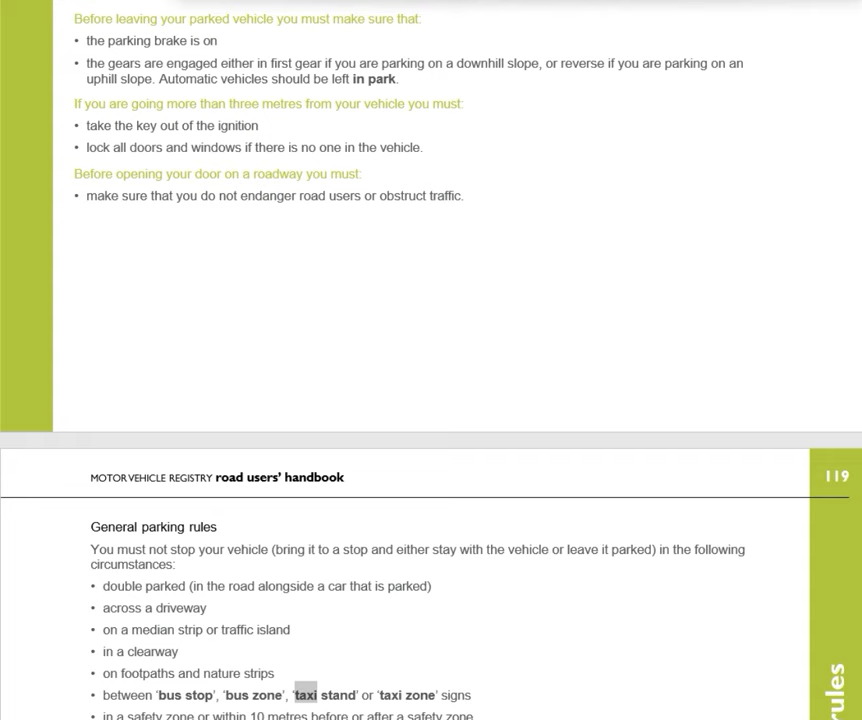 Before leaving your parked vehicle you must make sure that:
• the parking brake is on
• the gears are engaged either in first gear if you are parking on a downhill slope, or reverse if you are parking on an
uphill slope. Automatic vehicles should be left in park.
If you are going more than three metres from your vehicle you must:
• take the key out of the ignition
• lock all doors and windows if there is no one in the vehicle.
Before opening your door on a roadway you must:
• make sure that you do not endanger road users or obstruct traffic.
MOTOR VEHICLE REGISTRY road users' handbook
119
General parking rules
You must not stop your vehicle (bring it to a stop and either stay with the vehicle or leave it parked) in the following
circumstances:
• double parked (in the road alongside a car that is parked)
• across a driveway
• on a median strip or traffic island
• in a clearway
• on footpaths and nature strips
• between 'bus stop', 'bus zone', 'taxi stand' or 'taxi zone' signs
• in a safety zone or within 10 metres before or after a safety zone
rules